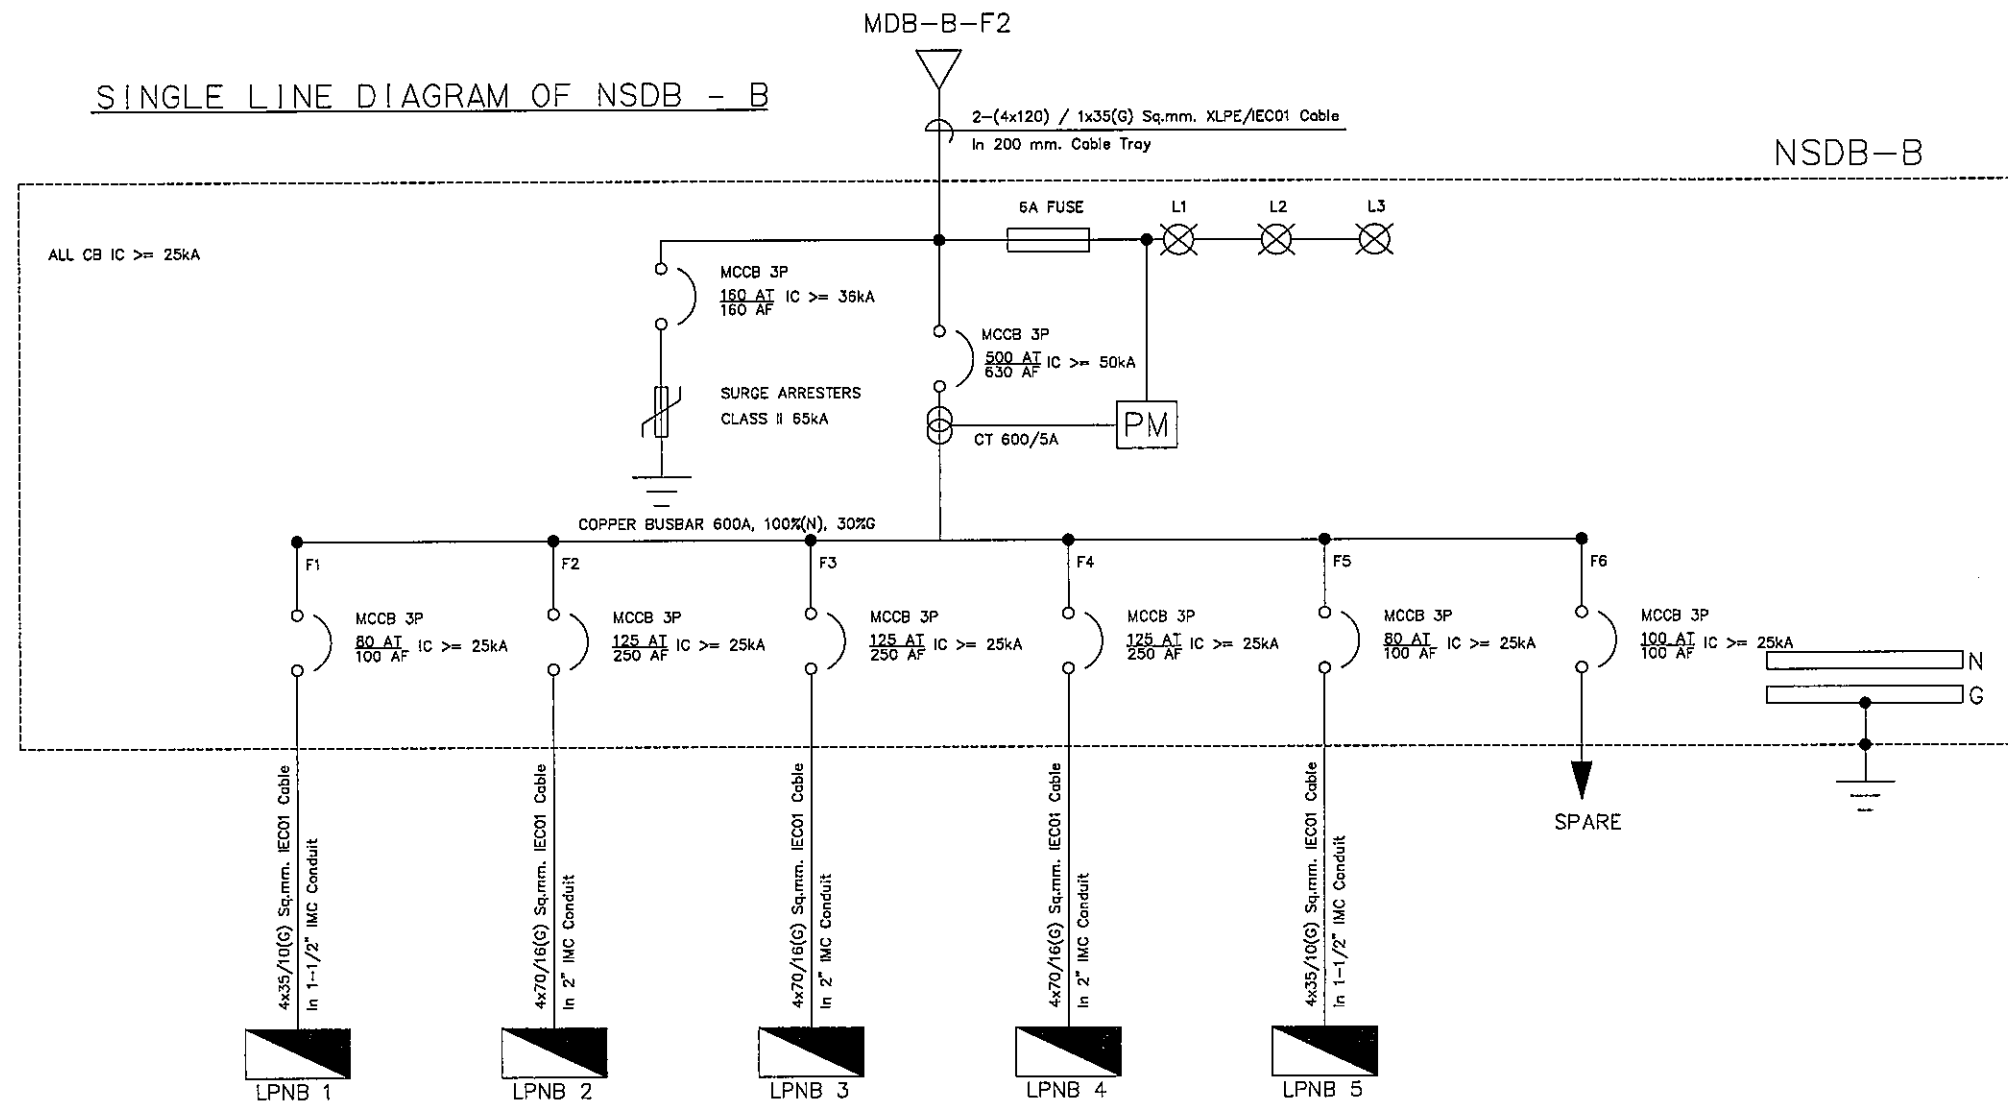 MDB-B-F2
SINGLE LINE DIAGRAM OF NSDB - B
2-(4x120) / 1x35(G) Sq.mm. XLPE/IEC01 Cable
In 200 mm. Cable Tray
NSDB-B
6A FUSE
L1
L2
L3
ALL CB IC >= 25kA
MCCB 3P
160 AT
160 AF
IC >= 36kA
MCCB 3P
500 AT
630 AF
IC >= 50kA
SURGE ARRESTERS
CLASS II 65kA
PM
CT 600/5A
COPPER BUSBAR 600A, 100%(N), 30%G
F1
F2
F3
F4
F5
F6
MCCB 3P
80 AT
100 AF
IC >= 25kA
MCCB 3P
125 AT
250 AF
IC >= 25kA
MCCB 3P
125 AT
250 AF
IC >= 25kA
MCCB 3P
125 AT
250 AF
IC >= 25kA
MCCB 3P
80 AT
100 AF
IC >= 25kA
MCCB 3P
100 AT
100 AF
IC >= 25kA
N
G
4x35/10(G) Sq.mm. IEC01 Cable
In 1-1/2" IMC Conduit
4x70/16(G) Sq.mm. IEC01 Cable
In 2" IMC Conduit
4x70/16(G) Sq.mm. IEC01 Cable
In 2" IMC Conduit
4x70/16(G) Sq.mm. IEC01 Cable
In 2" IMC Conduit
4x35/10(G) Sq.mm. IEC01 Cable
In 1-1/2" IMC Conduit
SPARE
LPNB 1
LPNB 2
LPNB 3
LPNB 4
LPNB 5